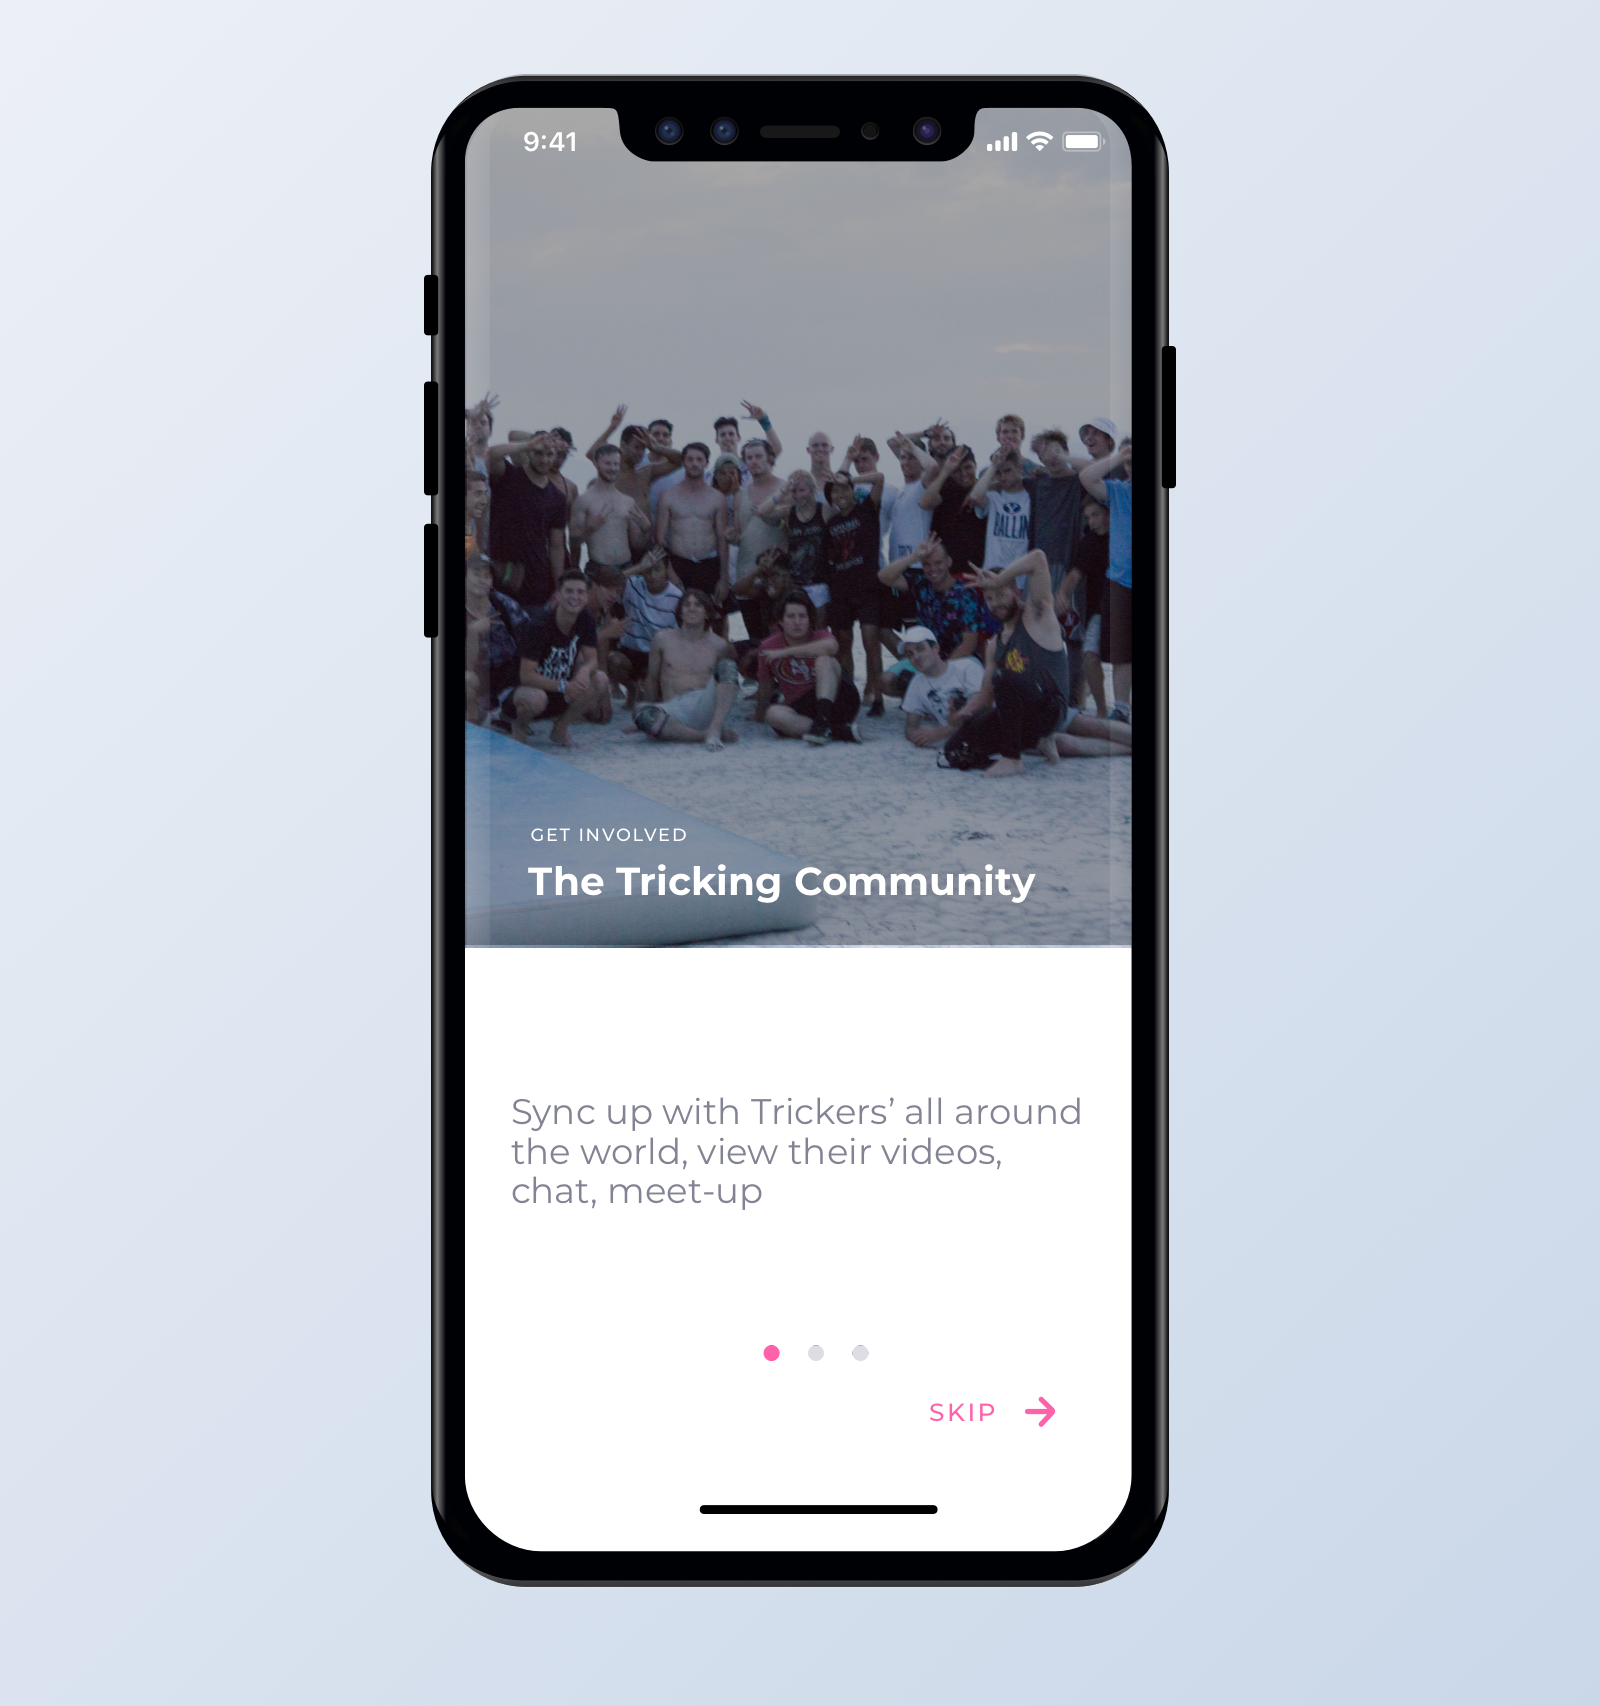 9:41
BALLIN
GET INVOLVED
The Tricking Community
Sync up with Trickers’ all around
the world, view their videos,
chat, meet-up
SKIP